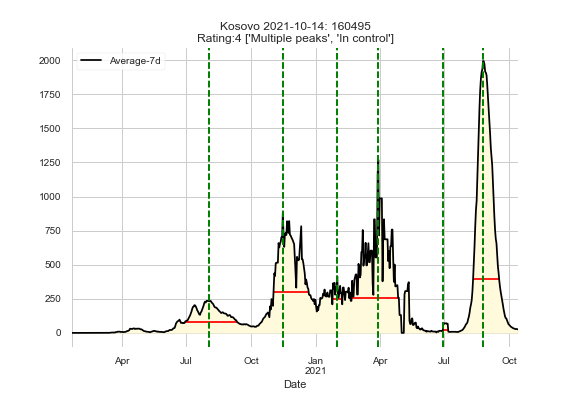 Kosovo 2021-10-14: 160495
Rating:4 ['Multiple peaks', 'In control']
Average-7d
2000
1750
1500
1250
1000
750
500
250
0
Apr Jul Oct Jan Apr Jul Oct
2021
Date